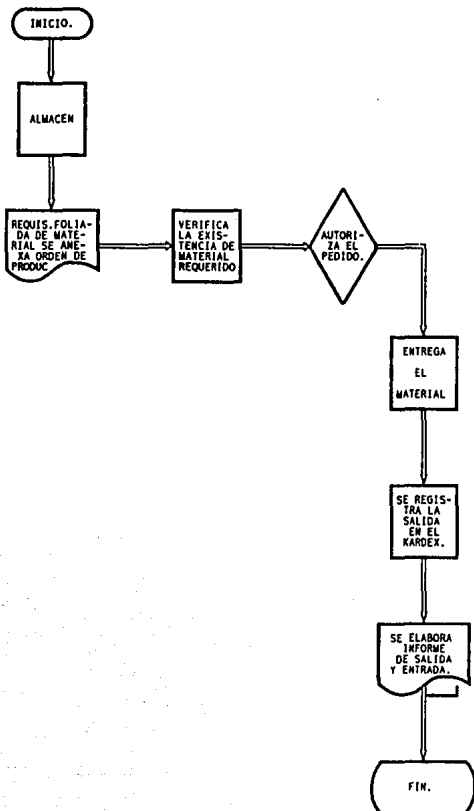 INICIO.
ALMACEN
REQUIS.FOLIA-
DA DE MATE-
RIAL SE ANE-
XA ORDEN DE
PRODUC
VERIFICA
LA EXIS-
TENCIA DE
MATERIAL
REQUERIDO
AUTORI-
ZA EL
PEDIDO.
ENTREGA
EL
MATERIAL
SE REGIS-
TRA LA
SALIDA
EN EL
KARDEX.
SE ELABORA
INFORME
DE SALIDA
Y ENTRADA.
FIN.